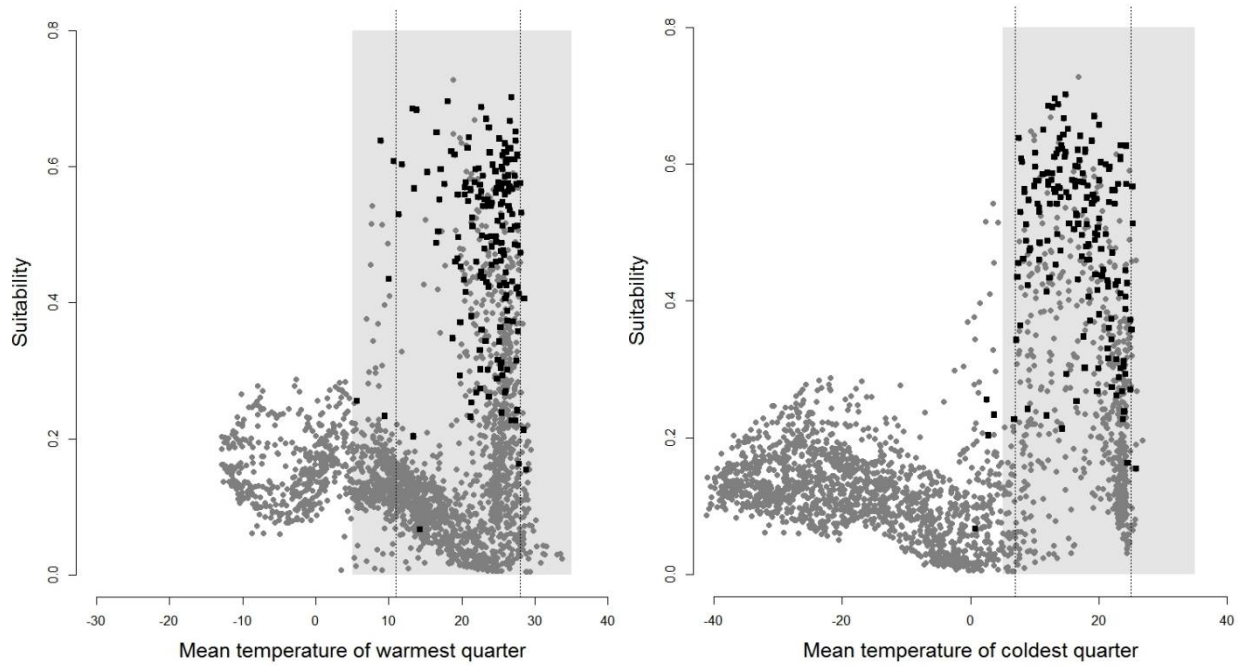 0.8
0.6
0.4
0.2
0.0
Suitability
-30 -20 -10 0 10 20 30 40
Mean temperature of warmest quarter
0.8
0.6
0.4
0.2
0.0
Suitability
-40 -20 0 20 40
Mean temperature of coldest quarter